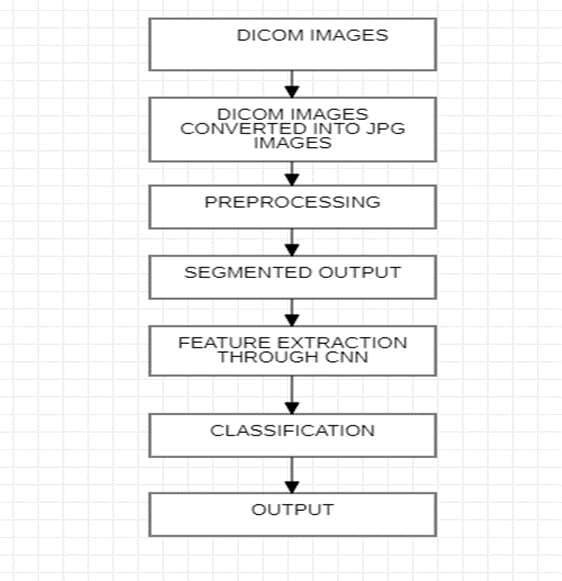 DICOM IMAGES
DICOM IMAGES
CONVERTED INTO JPG
IMAGES
PREPROCESSING
SEGMENTED OUTPUT
FEATURE EXTRACTION
THROUGH CNN
CLASSIFICATION
OUTPUT